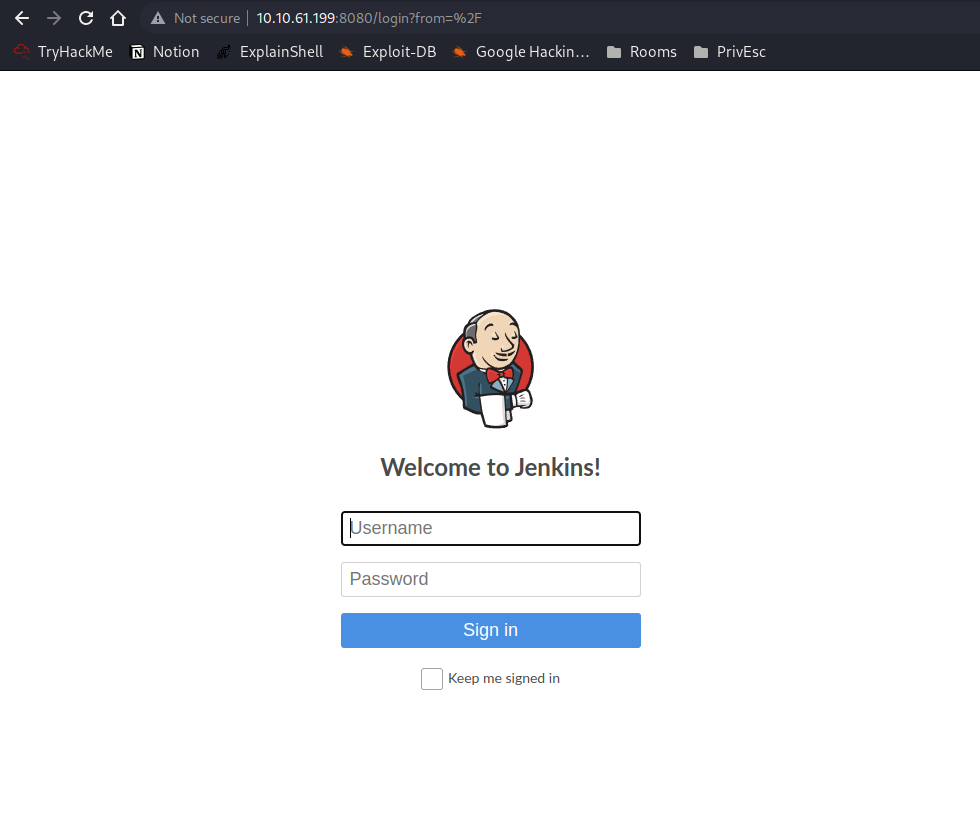 Not secure 10.10.61.199:8080/login?from=%2F
TryHackMe Notion ExplainShell Exploit-DB Google Hackin... Rooms PrivEsc
Welcome to Jenkins!
Username
Password
Sign in
Keep me signed in